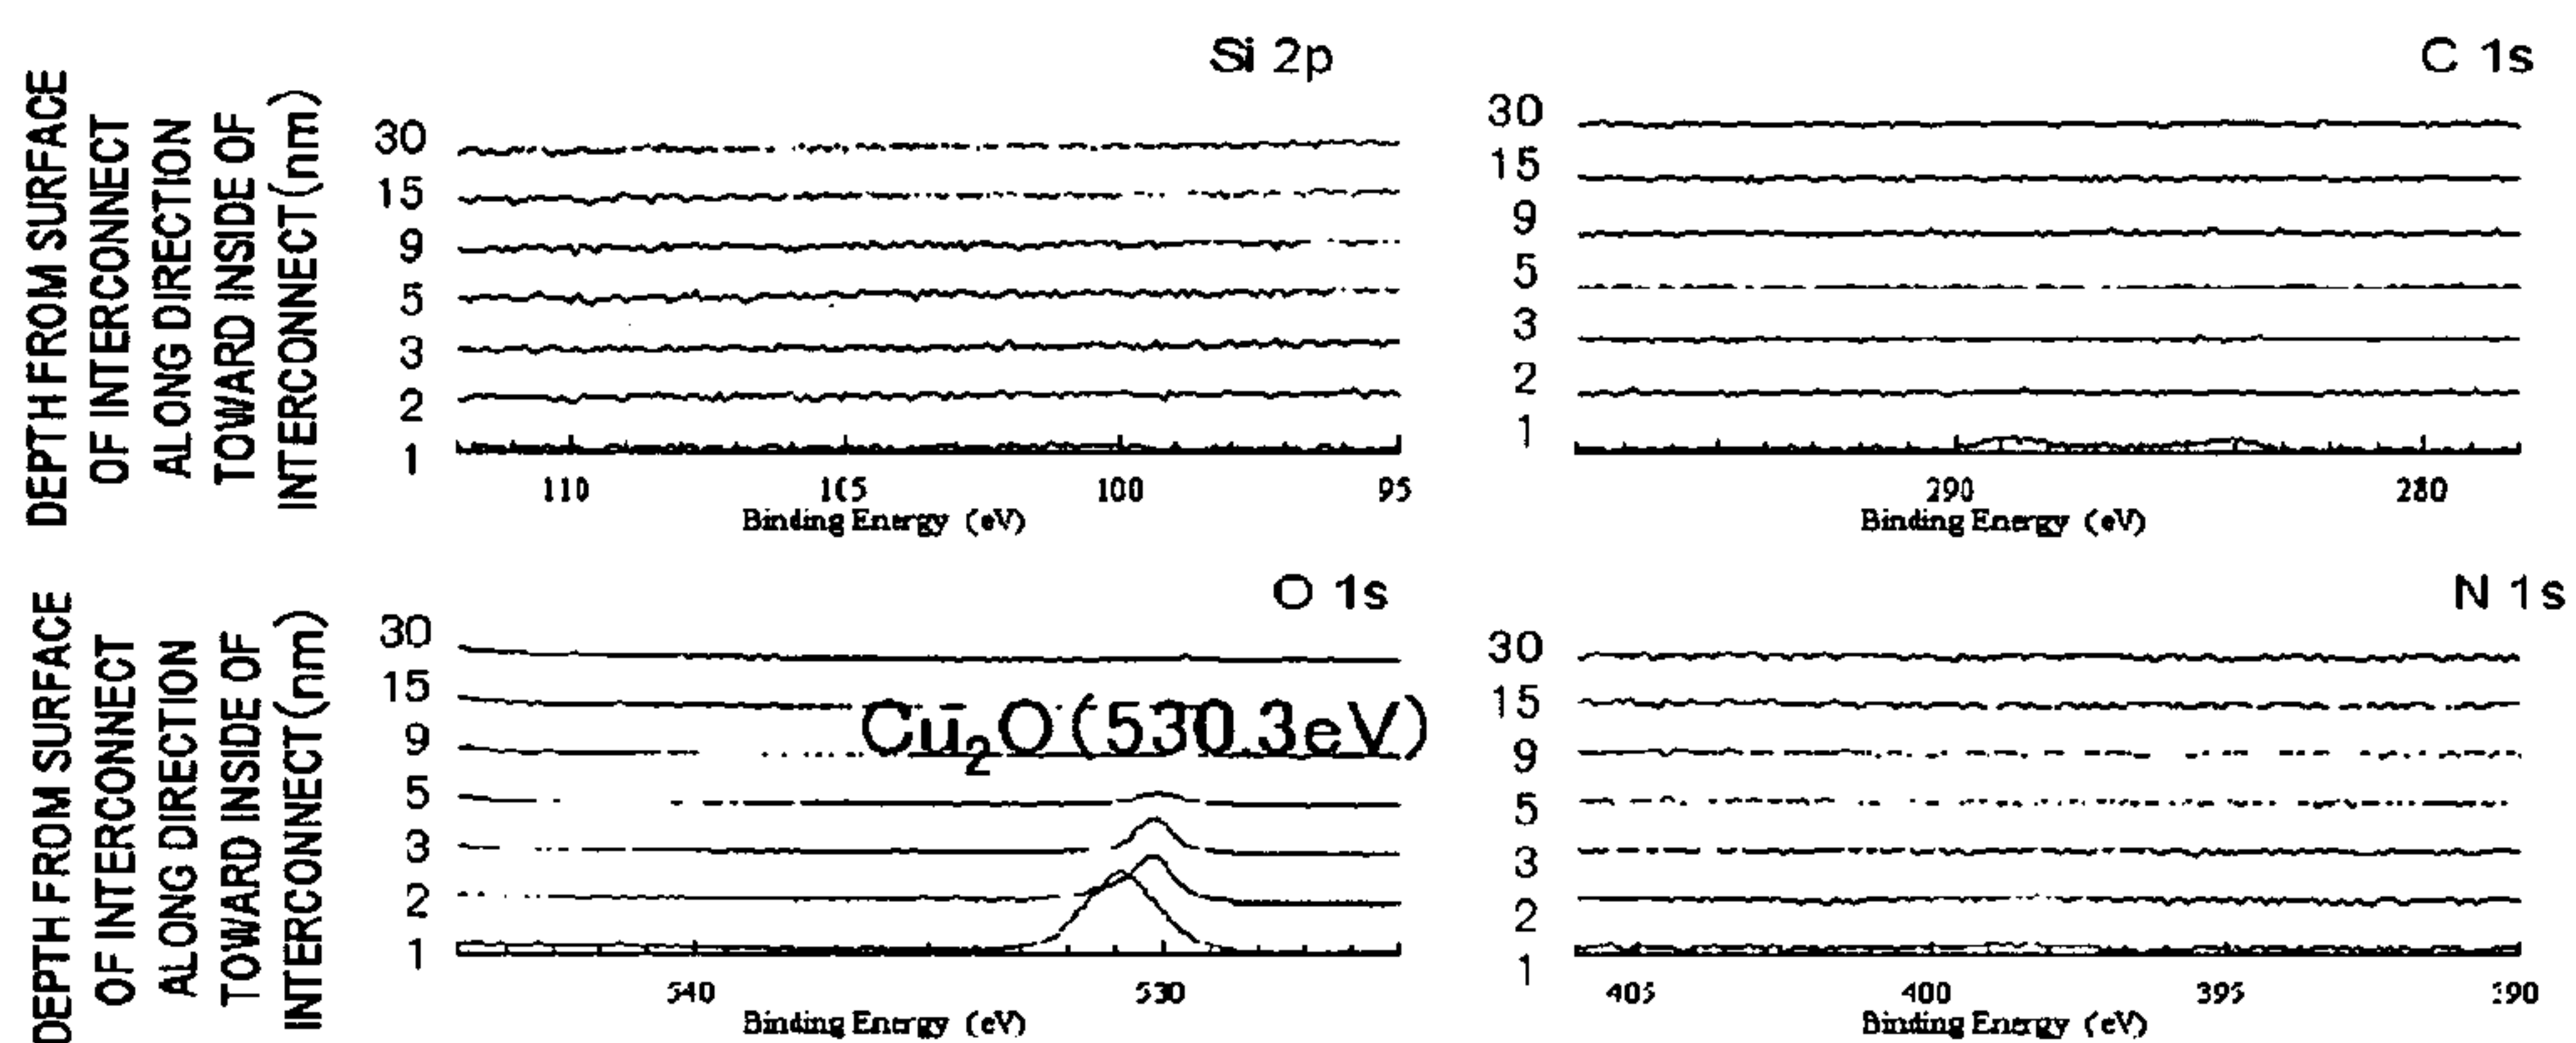 Si 2p
DEPTH FROM SURFACE
OF INTERCONNECT
ALONG DIRECTION
TOWARD INSIDE OF
INTERCONNECT(nm)
30
15
9
5
3
2
1
110
105
100
95
Binding Energy (eV)
C 1s
30
15
9
5
3
2
1
290
280
Binding Energy (eV)
O 1s
DEPTH FROM SURFACE
OF INTERCONNECT
ALONG DIRECTION
TOWARD INSIDE OF
INTERCONNECT(nm)
30
15
9
5
3
2
1
Cu₂O(530.3eV)
540
530
Binding Energy (eV)
N 1s
30
15
9
5
3
2
1
405
400
395
390
Binding Energy (eV)